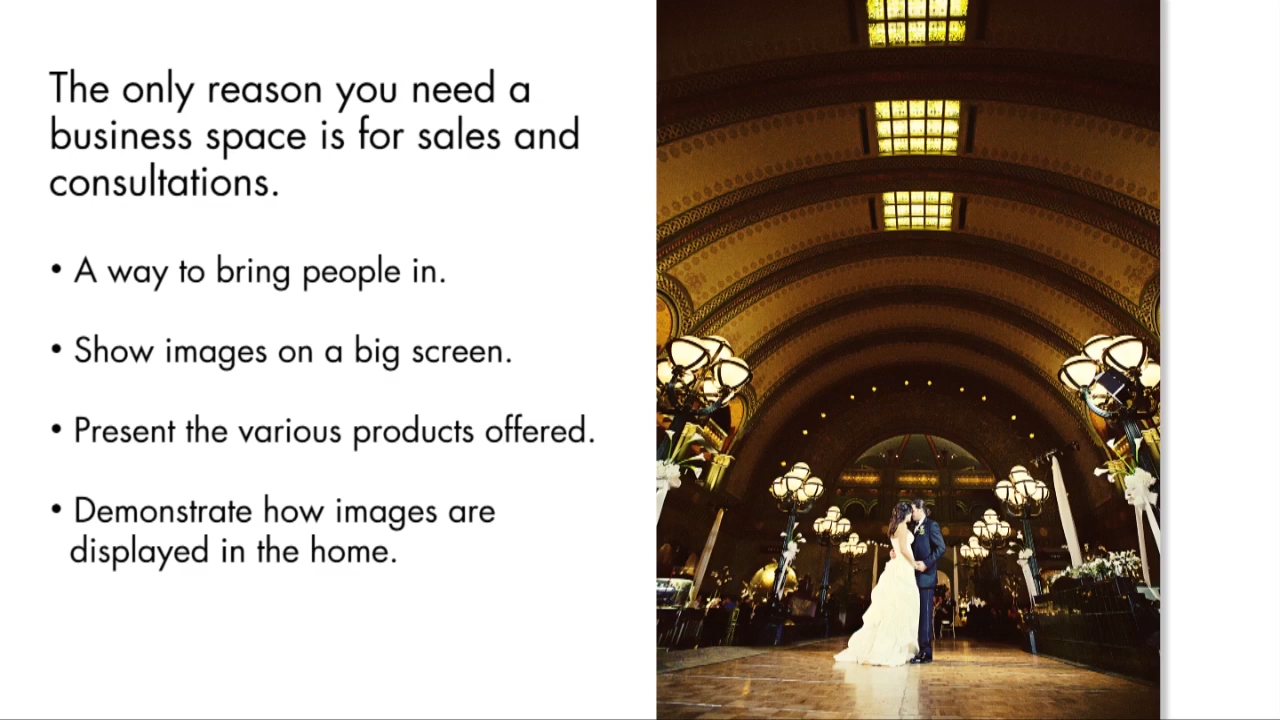 The only reason you need a
business space is for sales and
consultations.
• A way to bring people in.
• Show images on a big screen.
• Present the various products offered.
• Demonstrate how images are
displayed in the home.